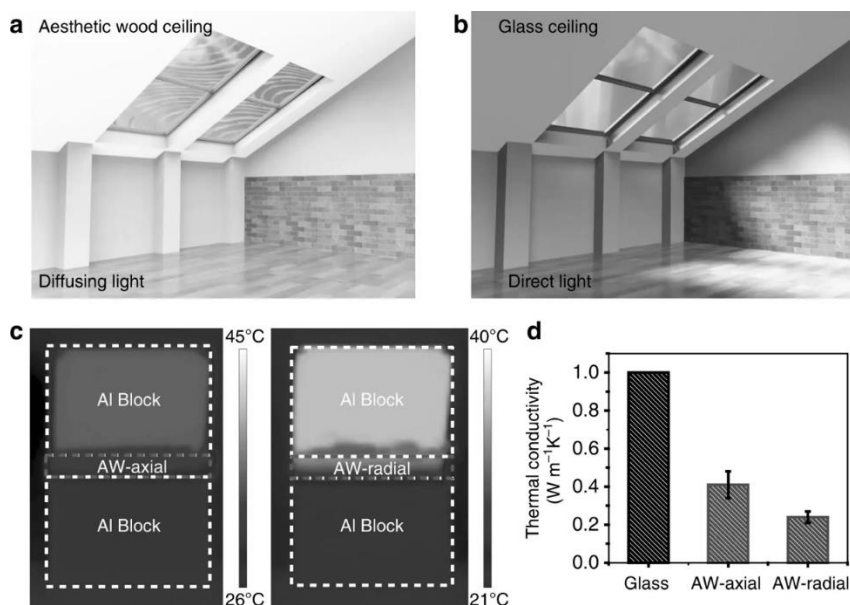 a
Aesthetic wood ceiling
Diffusing light
b
Glass ceiling
Direct light
c
45°C
Al Block
AW-axial
Al Block
26°C
40°C
Al Block
AW-radial
Al Block
21°C
d
Thermal conductivity
(W m⁻¹K⁻¹)
1.0
0.8
0.6
0.4
0.2
0.0
Glass AW-axial AW-radial